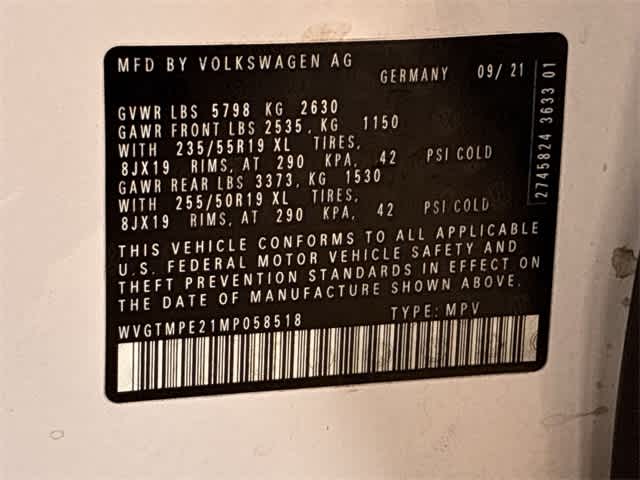 MFD BY VOLKSWAGEN AG
GERMANY 09/21
GVWR LBS 5798 KG 2630
GAWR FRONT LBS 2535, KG 1150
WITH 235/55R19 XL TIRES,
8JX19 RIMS, AT 290 KPA, 42 PSI COLD
GAWR REAR LBS 3373, KG 1530
WITH 255/50R19 XL TIRES,
8JX19 RIMS, AT 290 KPA, 42 PSI COLD
THIS VEHICLE CONFORMS TO ALL APPLICABLE
U.S. FEDERAL MOTOR VEHICLE SAFETY AND
THEFT PREVENTION STANDARDS IN EFFECT ON
THE DATE OF MANUFACTURE SHOWN ABOVE.
WVGTMPE21MP058518 TYPE: MPV
2745824 3633 01